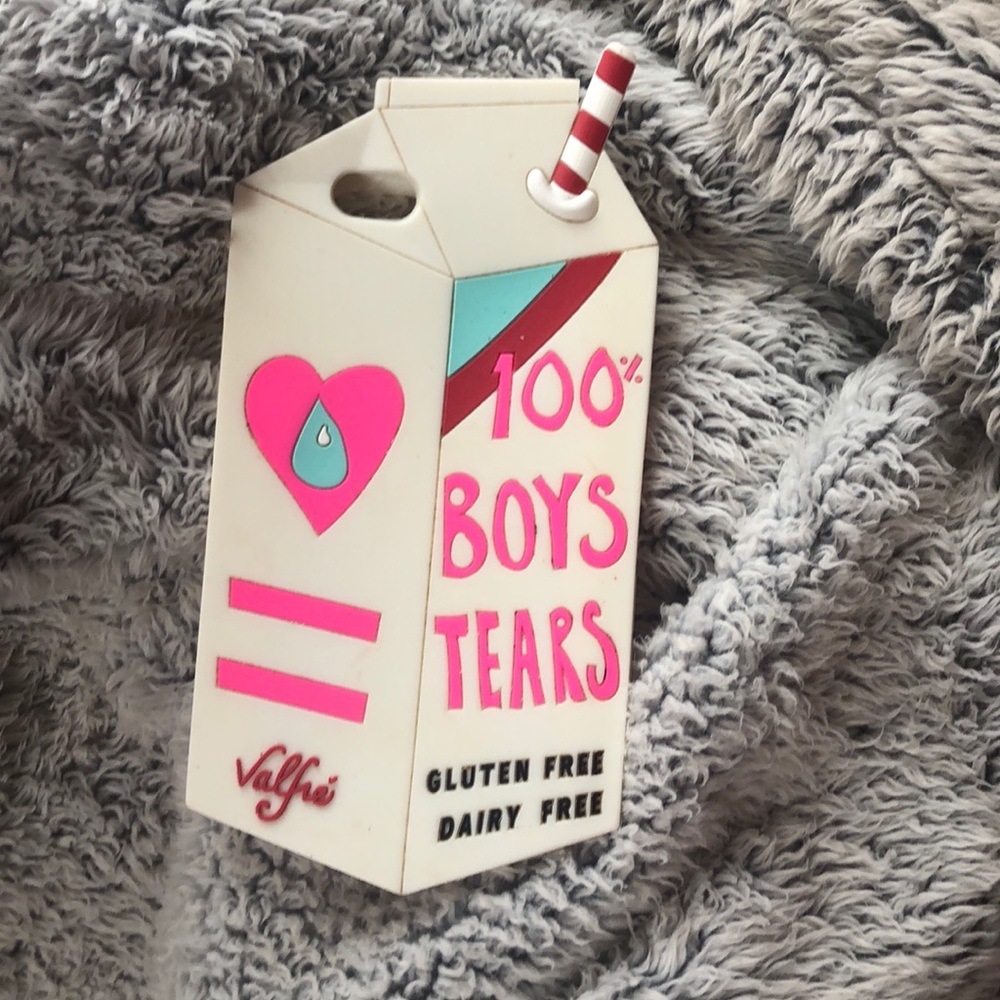 100%
BOYS
TEARS
Valfré
GLUTEN FREE
DAIRY FREE